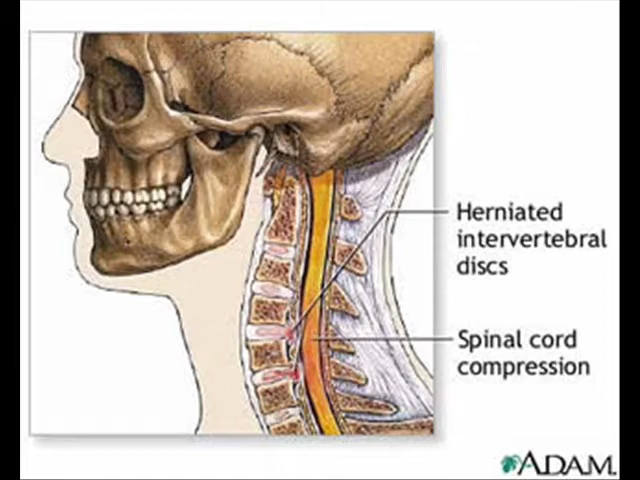 Herniated
intervertebral
discs
Spinal cord
compression
ADAM.